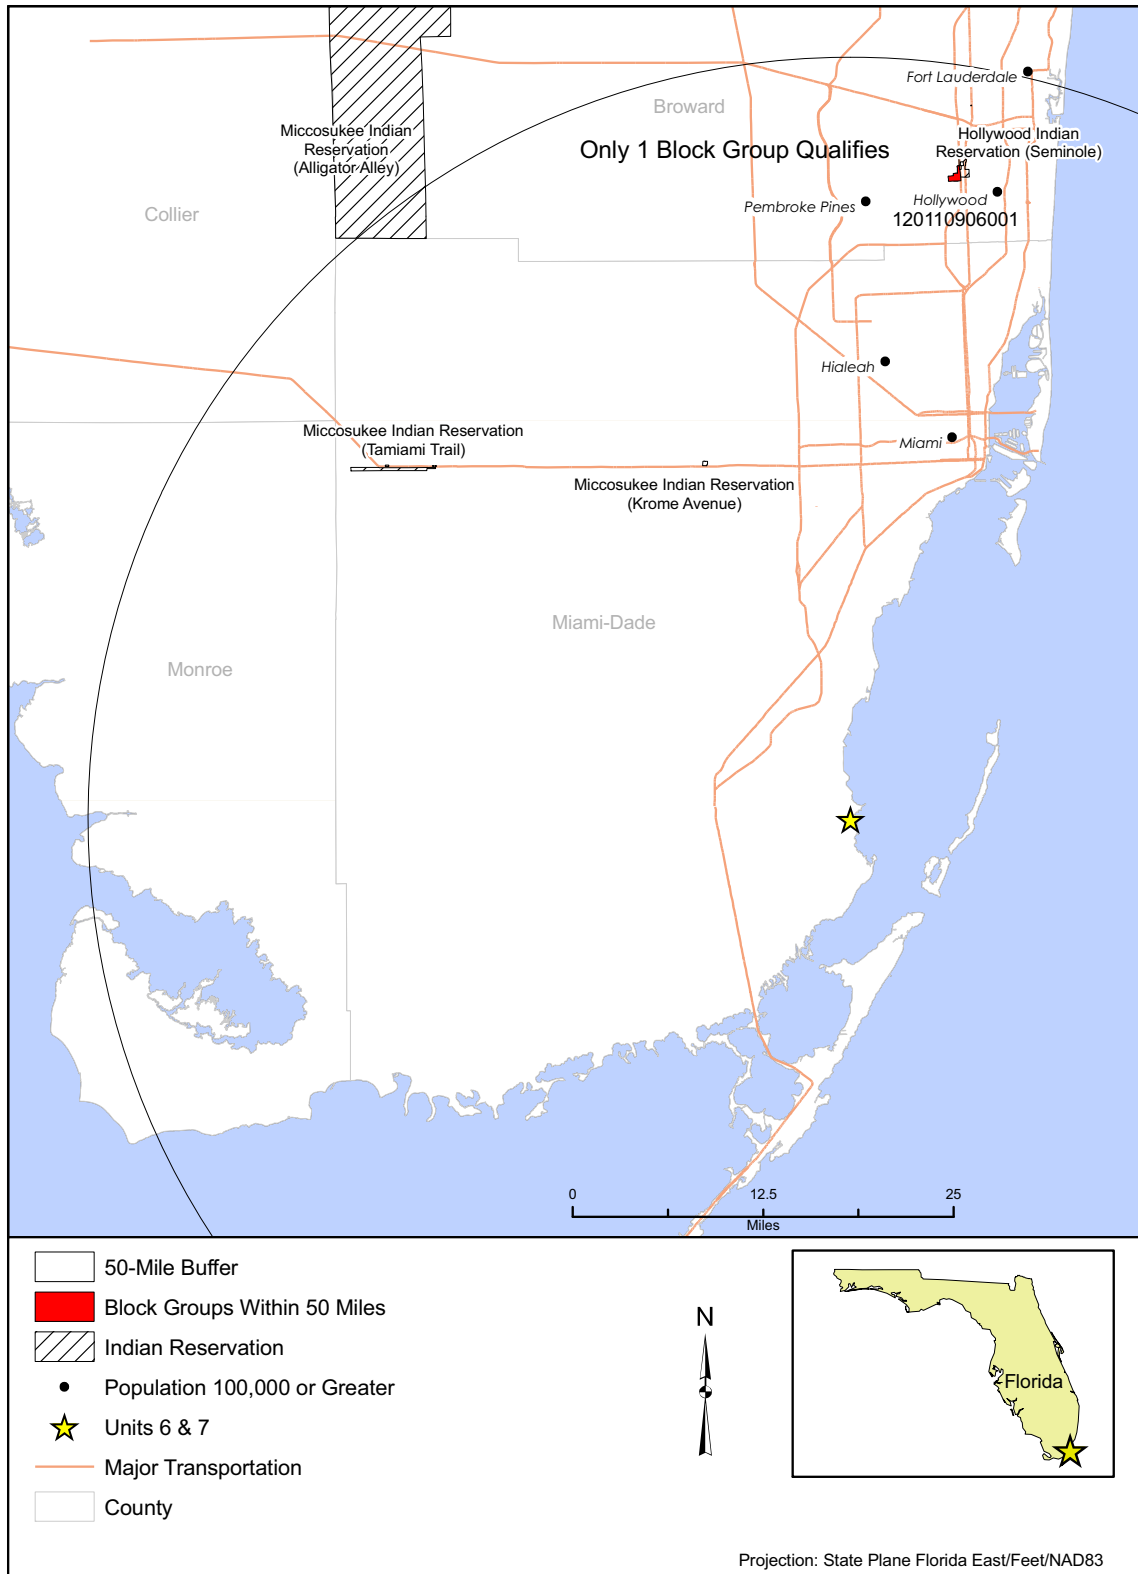 Fort Lauderdale
Broward
Miccosukee Indian
Reservation
(Alligator Alley)
Only 1 Block Group Qualifies
Hollywood Indian
Reservation (Seminole)
Collier
Pembroke Pines
Hollywood
120110906001
Hialeah
Miccosukee Indian Reservation
(Tamiami Trail)
Miami
Miccosukee Indian Reservation
(Krome Avenue)
Miami-Dade
Monroe
0
12.5
25
Miles
50-Mile Buffer
Block Groups Within 50 Miles
Indian Reservation
Population 100,000 or Greater
Units 6 & 7
Major Transportation
County
N
Florida
Projection: State Plane Florida East/Feet/NAD83